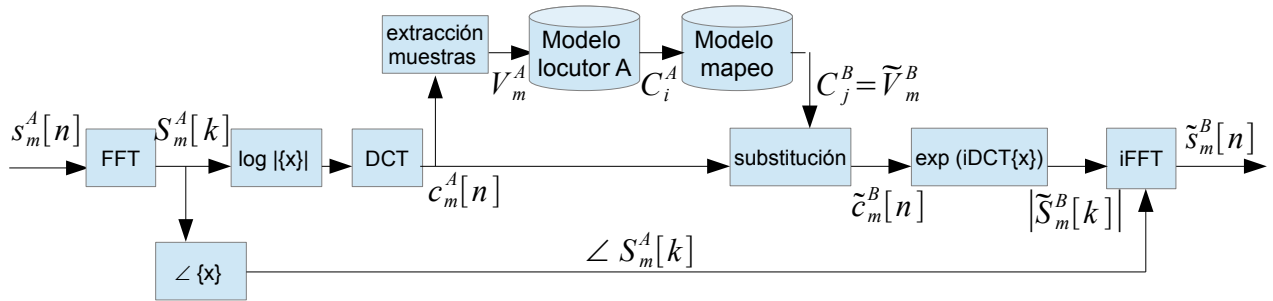 extracción
muestras
Modelo
locutor A
Modelo
mapeo
V_m^A
C_i^A
C_j^B = Ṽ_m^B
s_m^A[n]
S_m^A[k]
FFT
log |{x}|
DCT
c_m^A[n]
substitución
c̃_m^B[n]
exp (iDCT{x})
|S̃_m^B[k]|
iFFT
s̃_m^B[n]
∠ {x}
∠ S_m^A[k]